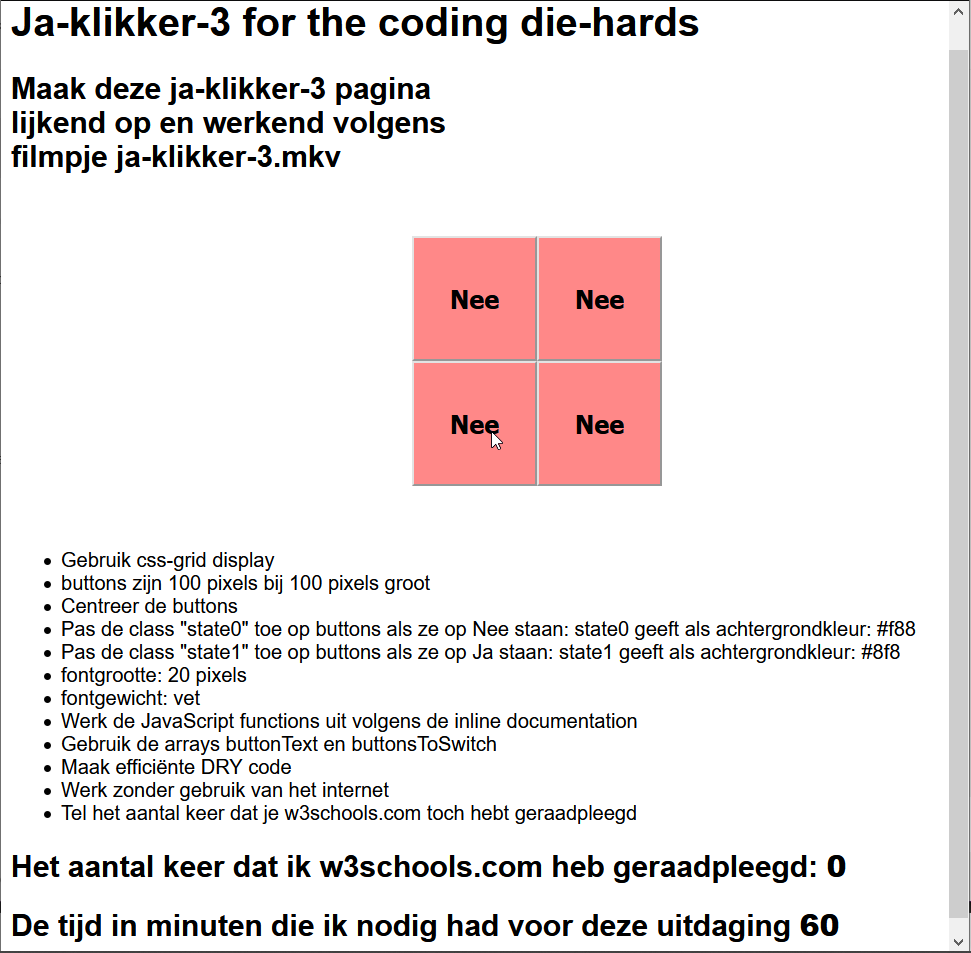 Ja-klikker-3 for the coding die-hards
Maak deze ja-klikker-3 pagina
lijkend op en werkend volgens
filmpje ja-klikker-3.mkv
Nee Nee
Nee Nee
Gebruik css-grid display
buttons zijn 100 pixels bij 100 pixels groot
Centreer de buttons
Pas de class "state0" toe op buttons als ze op Nee staan: state0 geeft als achtergrondkleur: #f88
Pas de class "state1" toe op buttons als ze op Ja staan: state1 geeft als achtergrondkleur: #8f8
fontgrootte: 20 pixels
fontgewicht: vet
Werk de JavaScript functions uit volgens de inline documentation
Gebruik de arrays buttonText en buttonsToSwitch
Maak efficiënte DRY code
Werk zonder gebruik van het internet
Tel het aantal keer dat je w3schools.com toch hebt geraadpleegd
Het aantal keer dat ik w3schools.com heb geraadpleegd: 0
De tijd in minuten die ik nodig had voor deze uitdaging 60